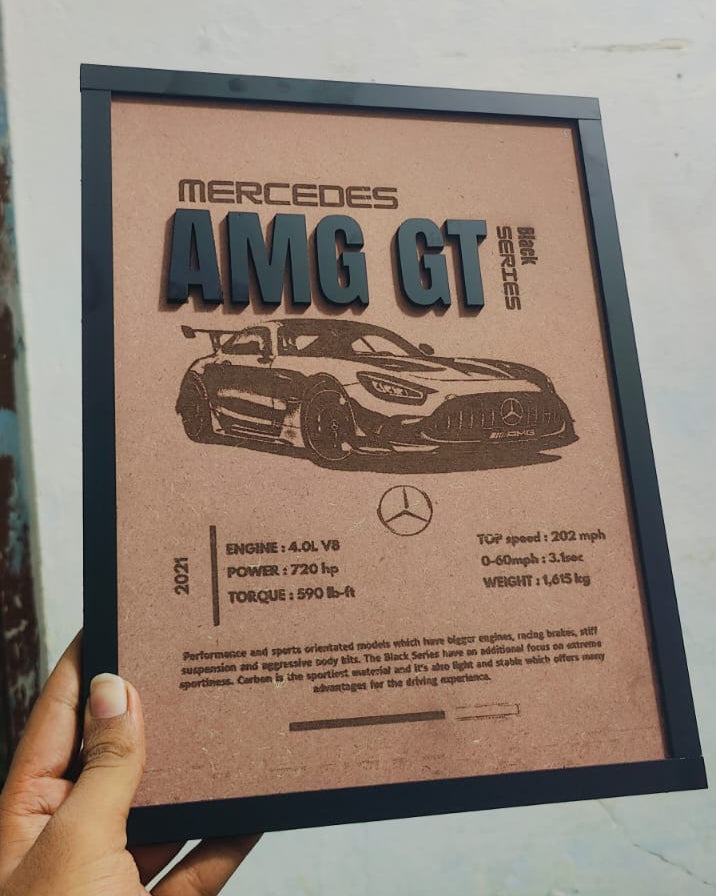 MERCEDES
AMG GT
Black
SERIES
AMG
2021
ENGINE : 4.0L V8
POWER : 720 hp
TORQUE : 590 lb-ft
TOP speed : 202 mph
0-60mph : 3.1sec
WEIGHT : 1,615 kg
Performance and sports orientated models which have bigger engines, racing brakes, stiff
suspension and aggressive body kits. The Black Series have an additional focus on extreme
sportiness. Carbon is the sportiest material and it's also light and stable which offers many
advantages for the driving experience.